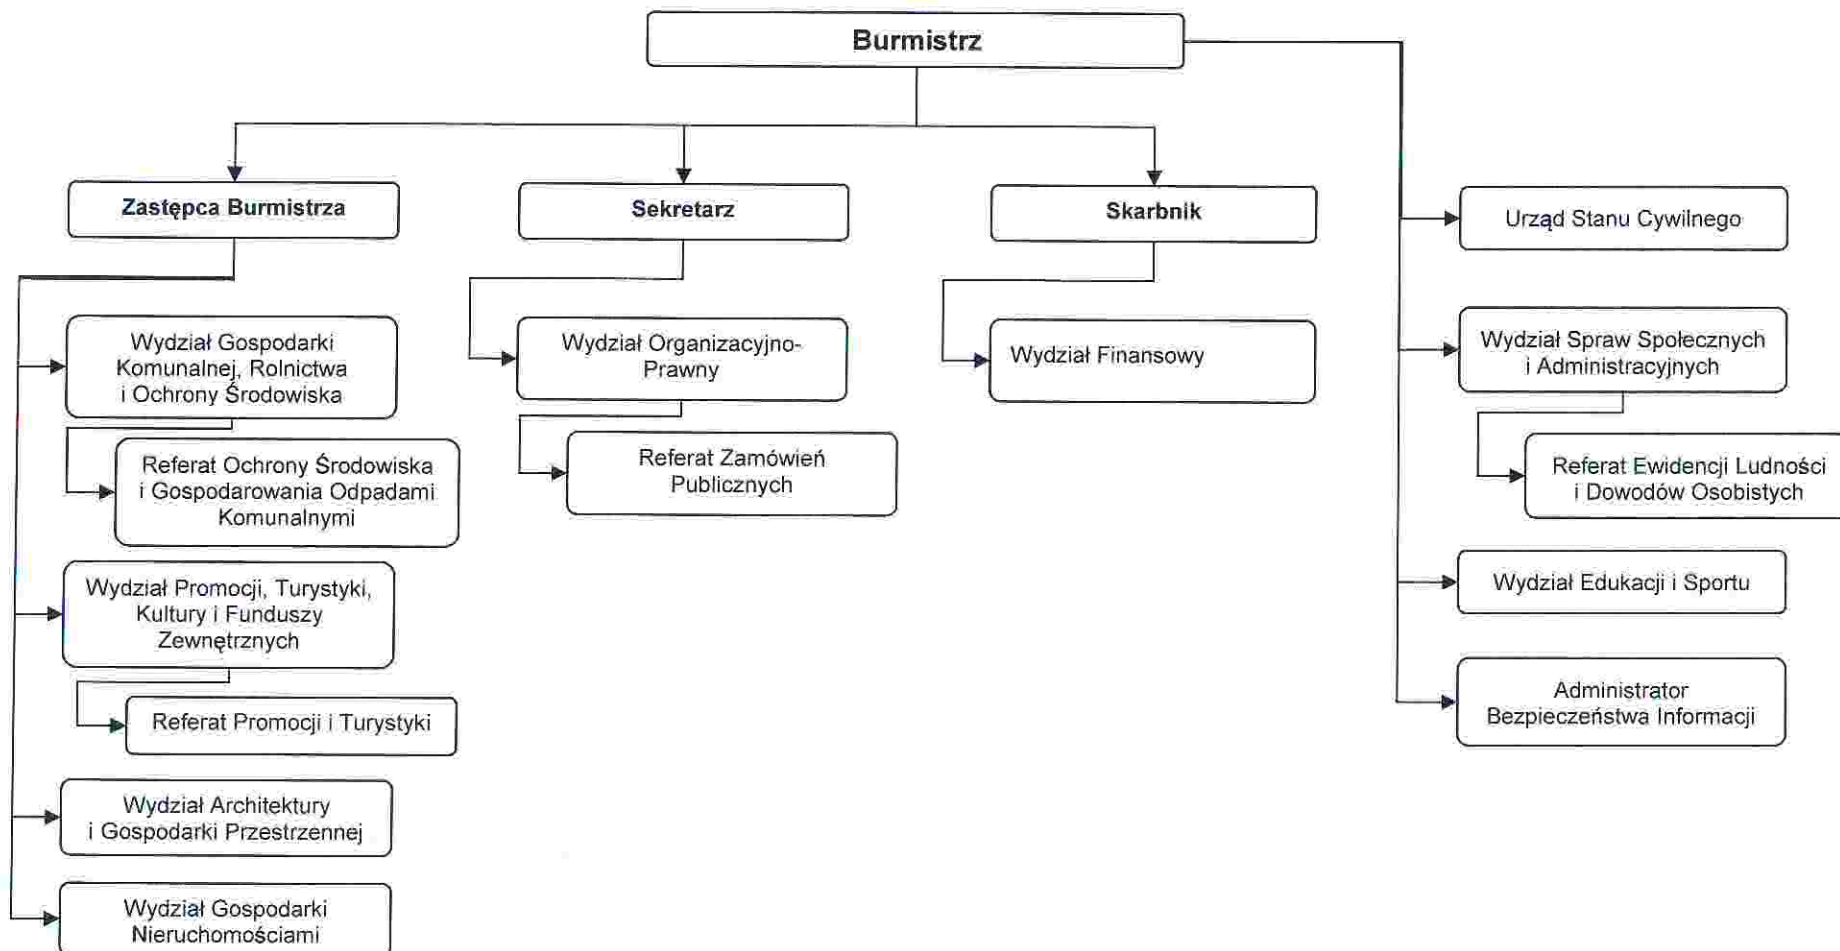 Burmistrz
Zastępca Burmistrza
Sekretarz
Skarbnik
Urząd Stanu Cywilnego
Wydział Gospodarki
Komunalnej, Rolnictwa
i Ochrony Środowiska
Referat Ochrony Środowiska
i Gospodarowania Odpadami
Komunalnymi
Wydział Promocji, Turystyki,
Kultury i Funduszy
Zewnętrznych
Referat Promocji i Turystyki
Wydział Architektury
i Gospodarki Przestrzennej
Wydział Gospodarki
Nieruchomościami
Wydział Organizacyjno-
Prawny
Referat Zamówień
Publicznych
Wydział Finansowy
Wydział Spraw Społecznych
i Administracyjnych
Referat Ewidencji Ludności
i Dowodów Osobistych
Wydział Edukacji i Sportu
Administrator
Bezpieczeństwa Informacji